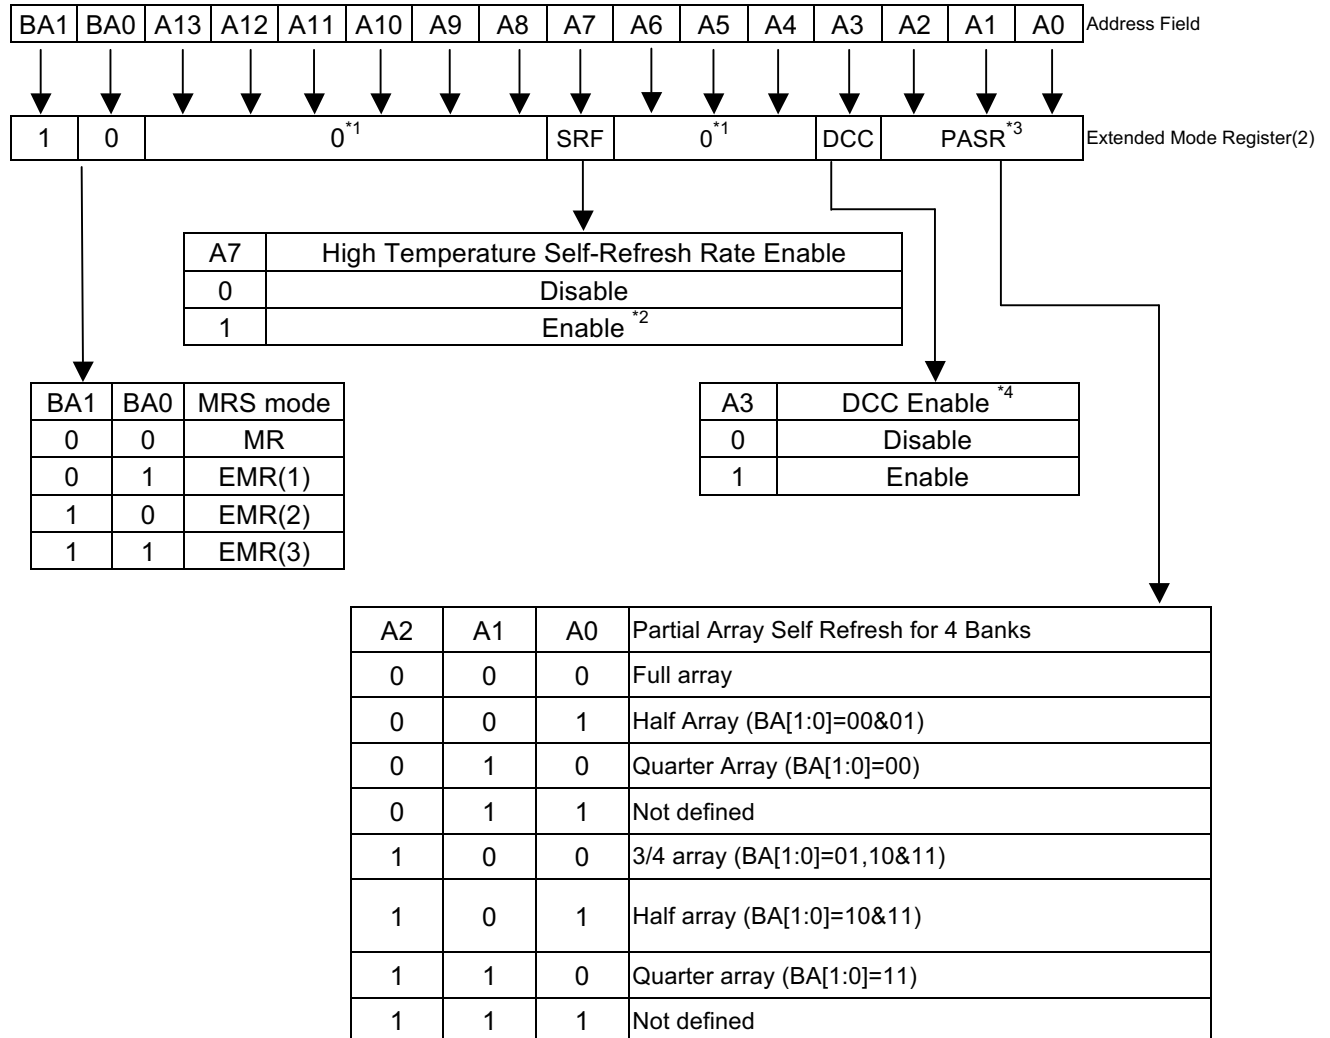 BA1 BA0 A13 A12 A11 A10 A9 A8 A7 A6 A5 A4 A3 A2 A1 A0 Address Field
1 0 0*1 SRF 0*1 DCC PASR*3 Extended Mode Register(2)
A7 High Temperature Self-Refresh Rate Enable
0 Disable
1 Enable *2
BA1 BA0 MRS mode
0 0 MR
0 1 EMR(1)
1 0 EMR(2)
1 1 EMR(3)
A3 DCC Enable *4
0 Disable
1 Enable
A2 A1 A0 Partial Array Self Refresh for 4 Banks
0 0 0 Full array
0 0 1 Half Array (BA[1:0]=00&01)
0 1 0 Quarter Array (BA[1:0]=00)
0 1 1 Not defined
1 0 0 3/4 array (BA[1:0]=01,10&11)
1 0 1 Half array (BA[1:0]=10&11)
1 1 0 Quarter array (BA[1:0]=11)
1 1 1 Not defined